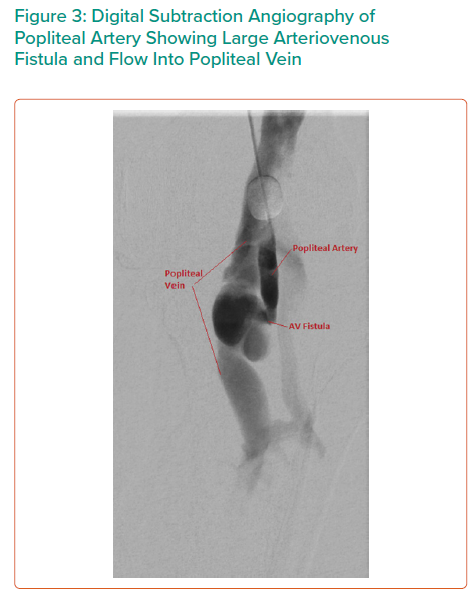 Figure 3: Digital Subtraction Angiography of
Popliteal Artery Showing Large Arteriovenous
Fistula and Flow Into Popliteal Vein
Popliteal Artery
Popliteal
Vein
AV Fistula